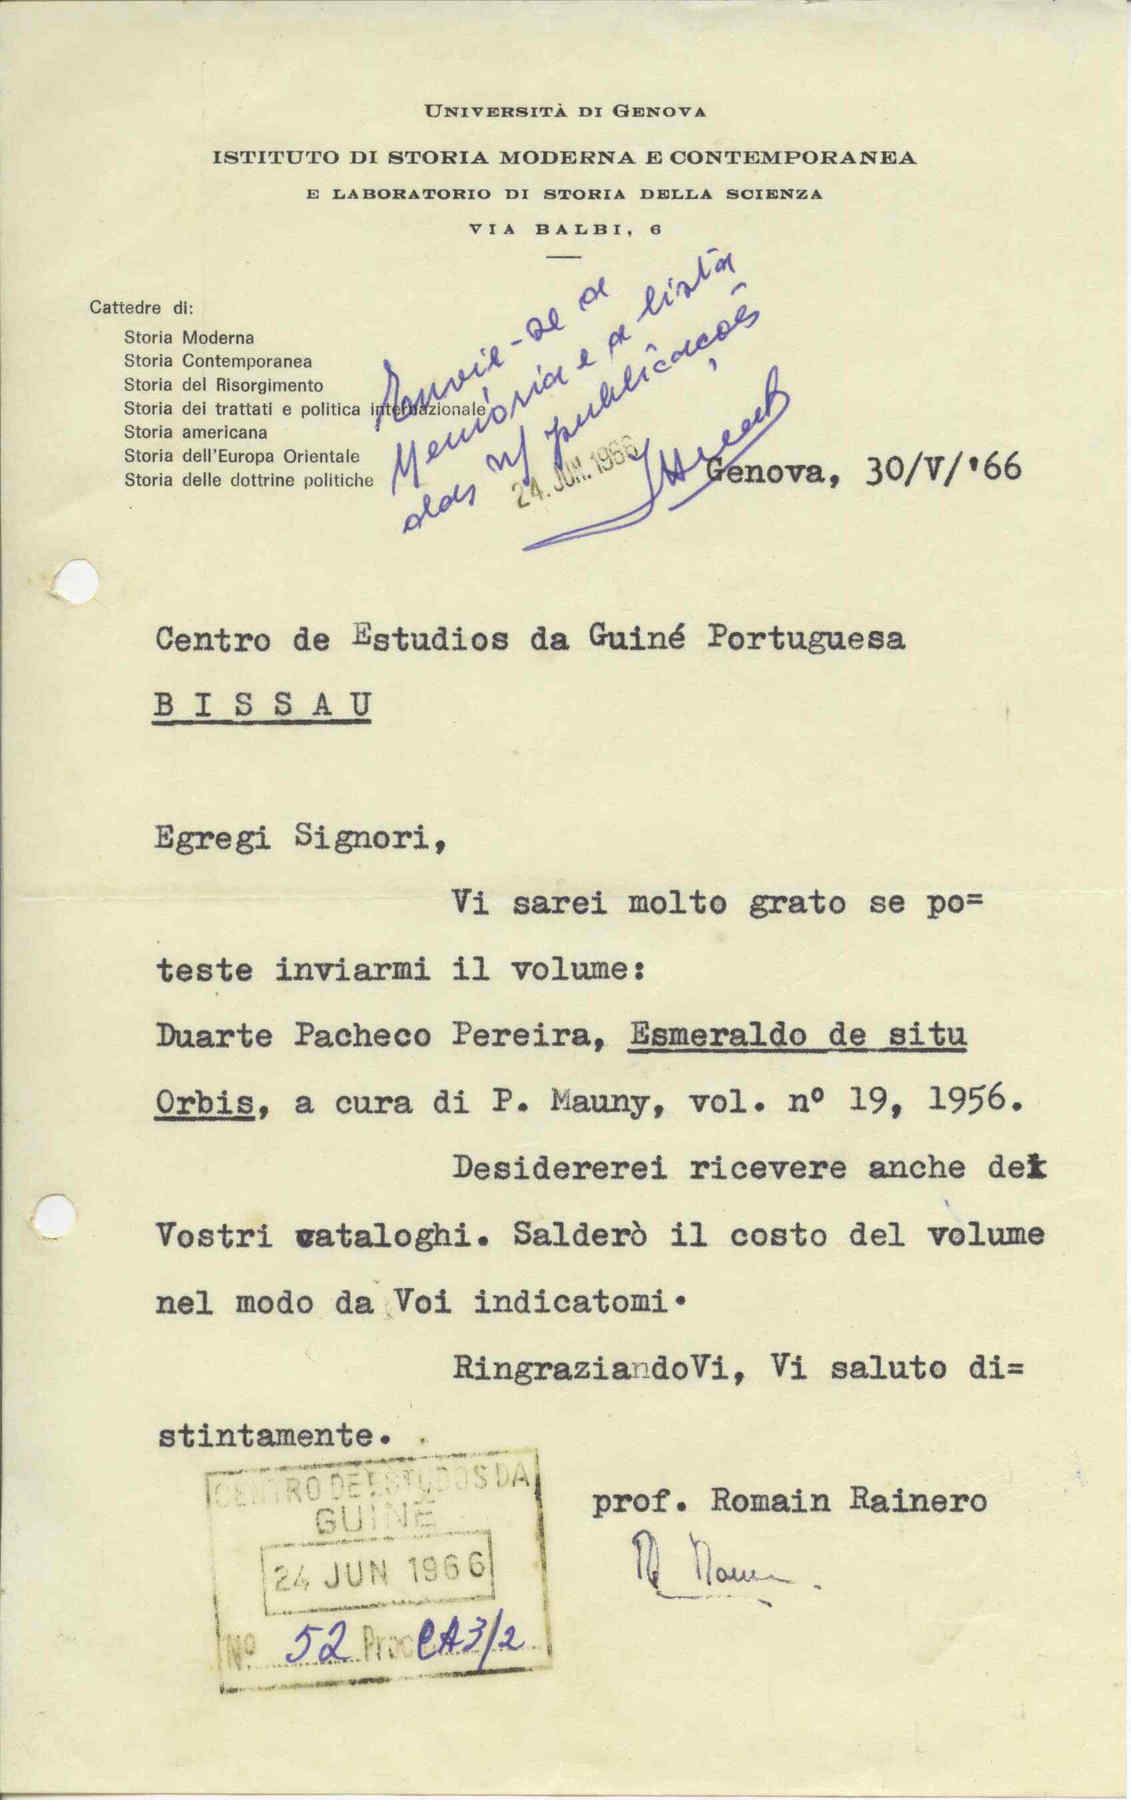 UNIVERSITÀ DI GENOVA
ISTITUTO DI STORIA MODERNA E CONTEMPORANEA
E LABORATORIO DI STORIA DELLA SCIENZA
VIA BALBI, 6
Cattedre di:
Storia Moderna
Storia Contemporanea
Storia del Risorgimento
Storia dei trattati e politica internazionale
Storia americana
Storia dell'Europa Orientale
Storia delle dottrine politiche
Envie-se a
Memória e a lista
das n/ publicações
24. JUN. 1966
Genova, 30/V/'66
Centro de Estudios da Guiné Portuguesa
BISSAU
Egregi Signori,
Vi sarei molto grato se po=
teste inviarmi il volume:
Duarte Pacheco Pereira, Esmeraldo de situ
Orbis, a cura di P. Mauny, vol. nº 19, 1956.
Desidererei ricevere anche dei
Vostri cataloghi. Salderò il costo del volume
nel modo da Voi indicatomi.
RingraziandoVi, Vi saluto di=
stintamente.
prof. Romain Rainero
CENTRO DE ESTUDOS DA
GUINÉ
24 JUN 1966
Nº 52 Proc CA3/2